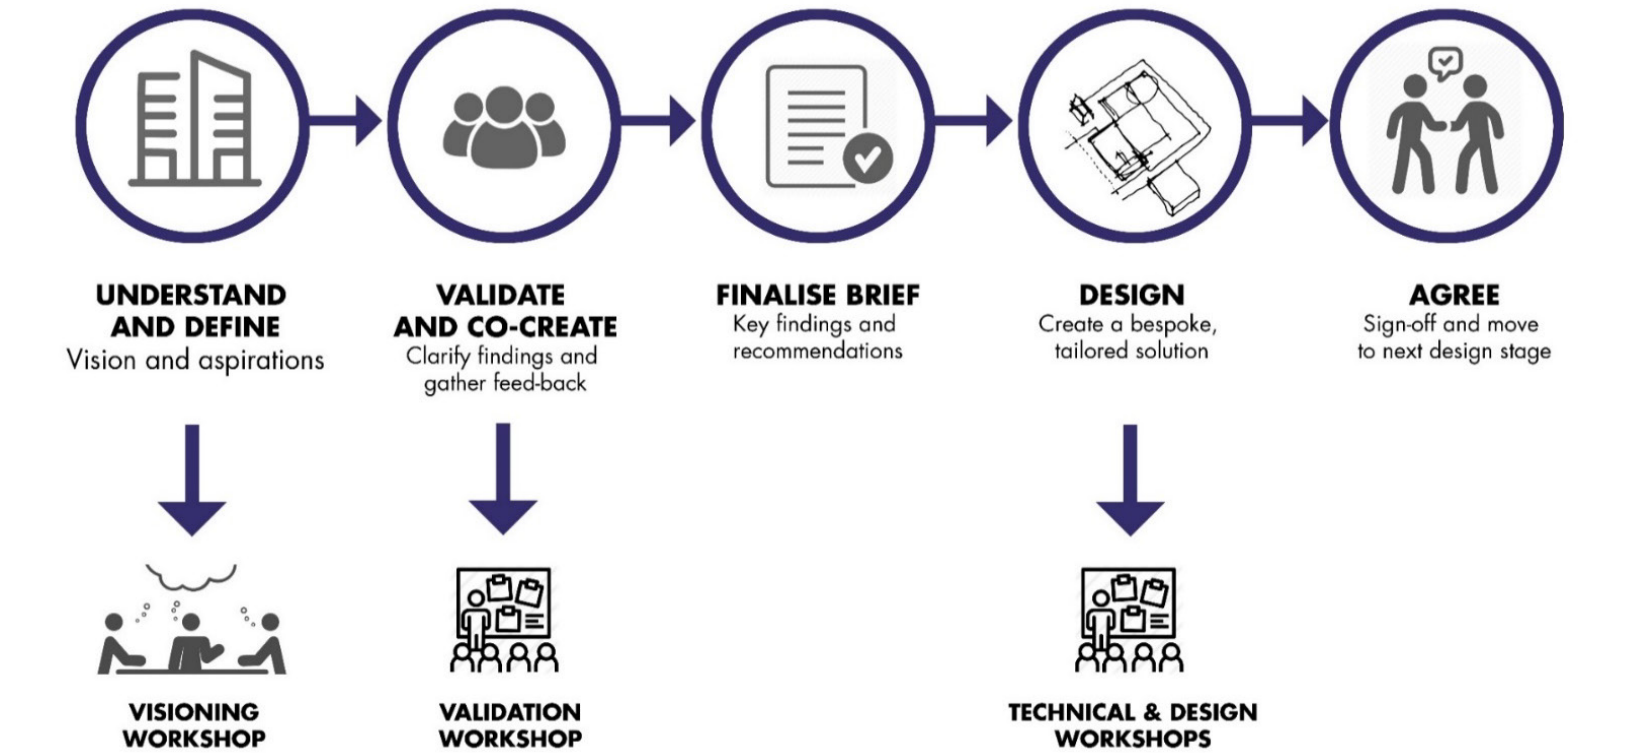 UNDERSTAND
AND DEFINE
Vision and aspirations
VALIDATE
AND CO-CREATE
Clarify findings and
gather feed-back
FINALISE BRIEF
Key findings and
recommendations
DESIGN
Create a bespoke,
tailored solution
AGREE
Sign-off and move
to next design stage
VISIONING
WORKSHOP
VALIDATION
WORKSHOP
TECHNICAL & DESIGN
WORKSHOPS